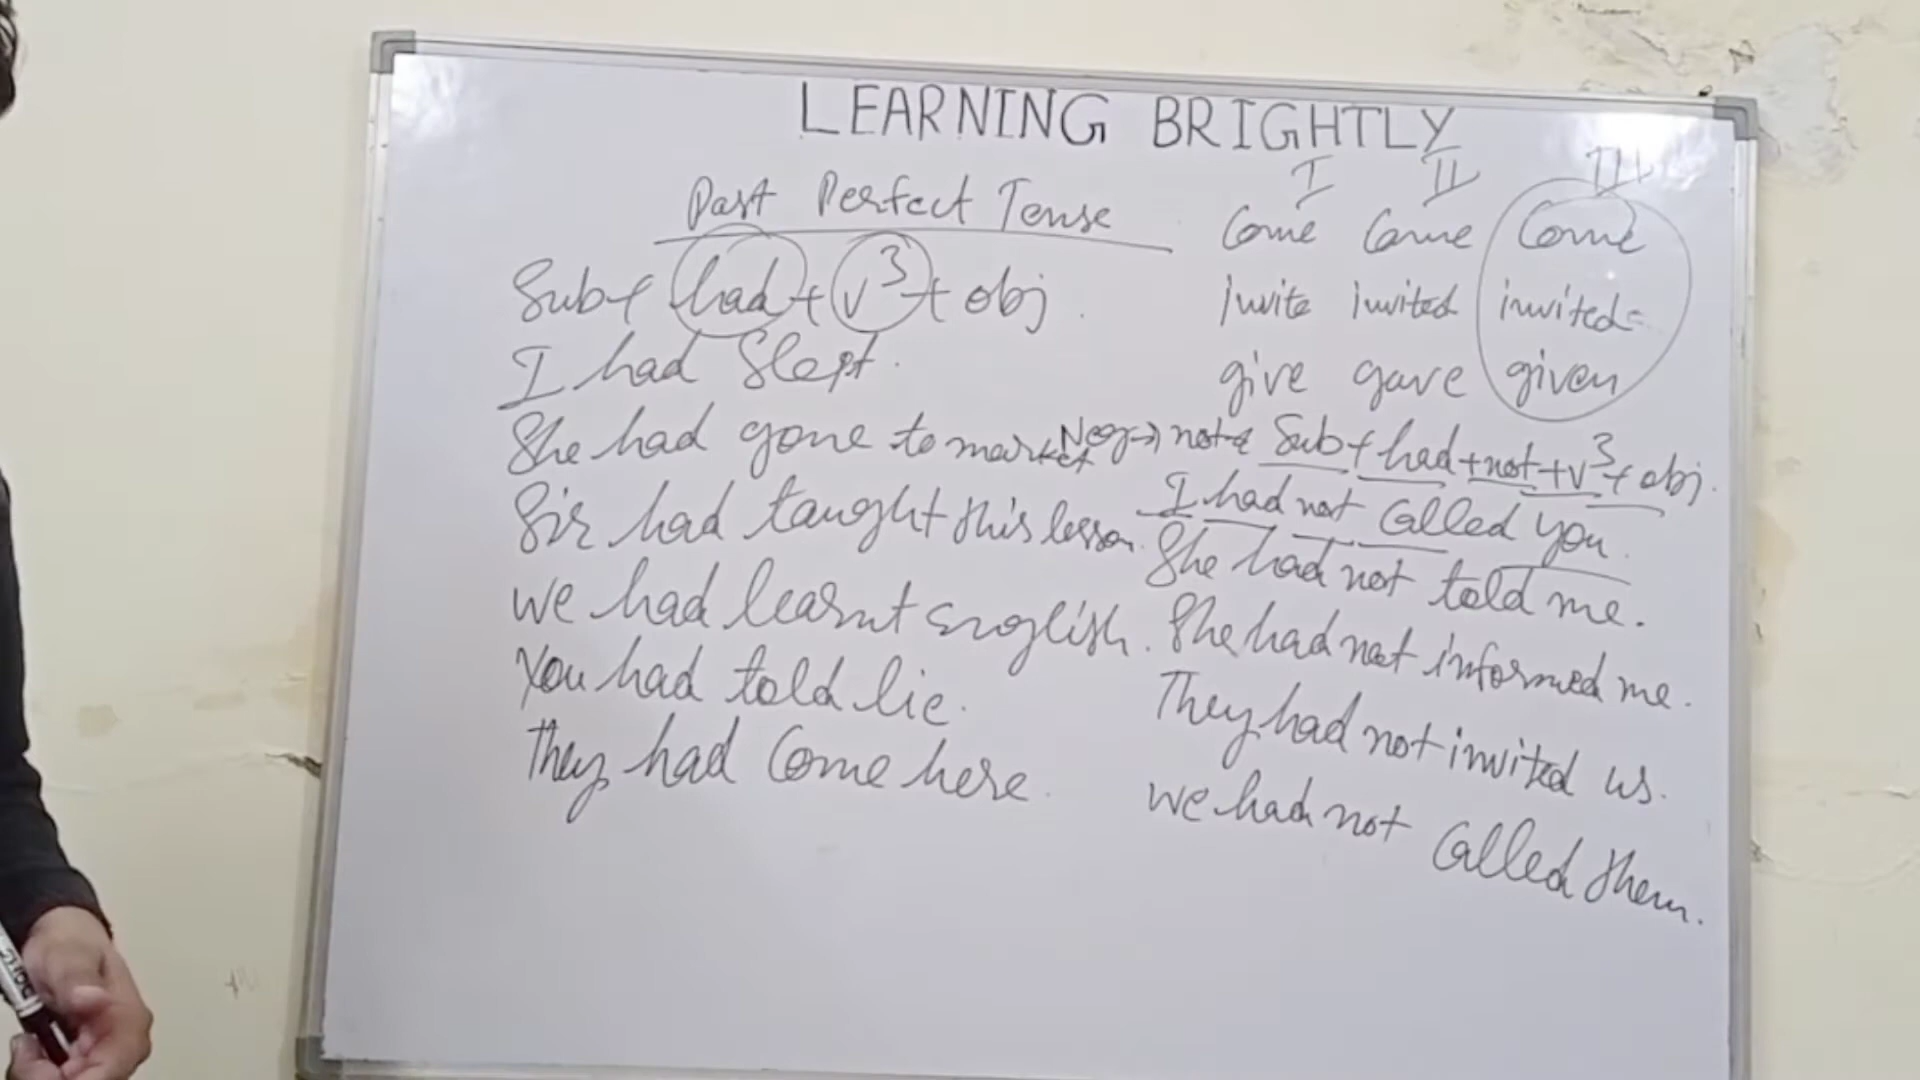 LEARNING BRIGHTLY
Past Perfect Tense
Sub+ had + v3 + obj.
I had slept.
She had gone to market
Sir had taught this lesson.
we had learnt English.
You had told lie.
They had come here.
I II III
Come Came Come
invite invited invited
give gave given
Neg→ not
Sub+had+not+v3+obj.
I had not called you.
She had not told me.
She had not informed me.
They had not invited us.
we had not called them.